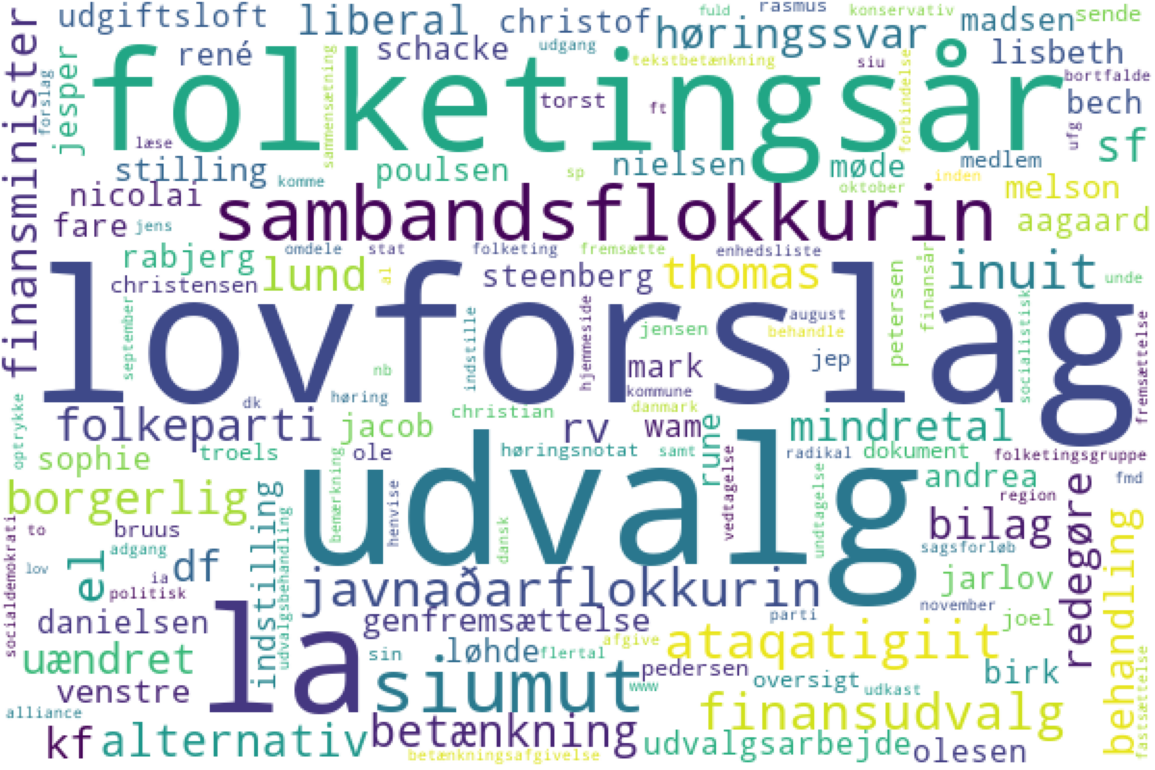 udgiftsloft
liberal
christof
høringssvar
fuld
rasmus
konservativ
madsen
sende
finansminister
forslag
jesper
rené
schacke
udgang
tekstbetænkning
siu
lisbeth
bortfalde
folketingsår
sammensætning
torst
ft
forbindelse
bech
ufg
sf
læse
stilling
komme
poulsen
sp
nielsen
møde
oktober
medlem
inden
melson
nicolai
fare
jens
sambandsflokkurin
aagaard
rabjerg
omdele
stat
folketing
fremsætte
enhedsliste
finansår
christensen
lund
al
steenberg
thomas
petersen
inuit
unde
lovforslag
september
indstille
hjemmeside
jensen
august
behandle
socialistisk
fremsættelse
nb
mark
jep
kommune
danmark
dk
høring
christian
optrykke
folkeparti
jacob
rv
wam
rune
mindretal
sophie
troels
ole
høringsnotat
samt
vedtagelse
radikal
dokument
folketingsgruppe
borgerlig
indstilling
bemærkning
henvise
udvalg
dansk
undtagelse
andrea
region
fmd
redegøre
socialdemokrati
to
bruus
udvalgsbehandling
bilag
behandling
adgang
lov
el
ia
df
politisk
sagsforløb
javnaðarflokkurin
jarlov
danielsen
la
genfremsættelse
parti
november
joel
uændret
sin
løhde
flertal
afgive
ataqatigiit
venstre
siumut
www
pedersen
oversigt
udkast
birk
fastsættelse
alliance
kf
alternativ
betænkning
betænkningsafgivelse
finansudvalg
udvalgsarbejde
olesen